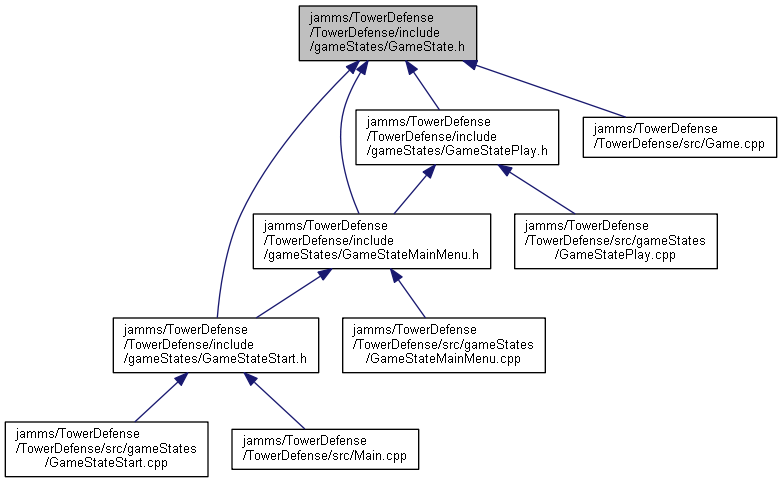 jamms/TowerDefense
/TowerDefense/include
/gameStates/GameState.h
jamms/TowerDefense
/TowerDefense/include
/gameStates/GameStatePlay.h
jamms/TowerDefense
/TowerDefense/src/Game.cpp
jamms/TowerDefense
/TowerDefense/include
/gameStates/GameStateMainMenu.h
jamms/TowerDefense
/TowerDefense/src/gameStates
/GameStatePlay.cpp
jamms/TowerDefense
/TowerDefense/include
/gameStates/GameStateStart.h
jamms/TowerDefense
/TowerDefense/src/gameStates
/GameStateMainMenu.cpp
jamms/TowerDefense
/TowerDefense/src/gameStates
/GameStateStart.cpp
jamms/TowerDefense
/TowerDefense/src/Main.cpp